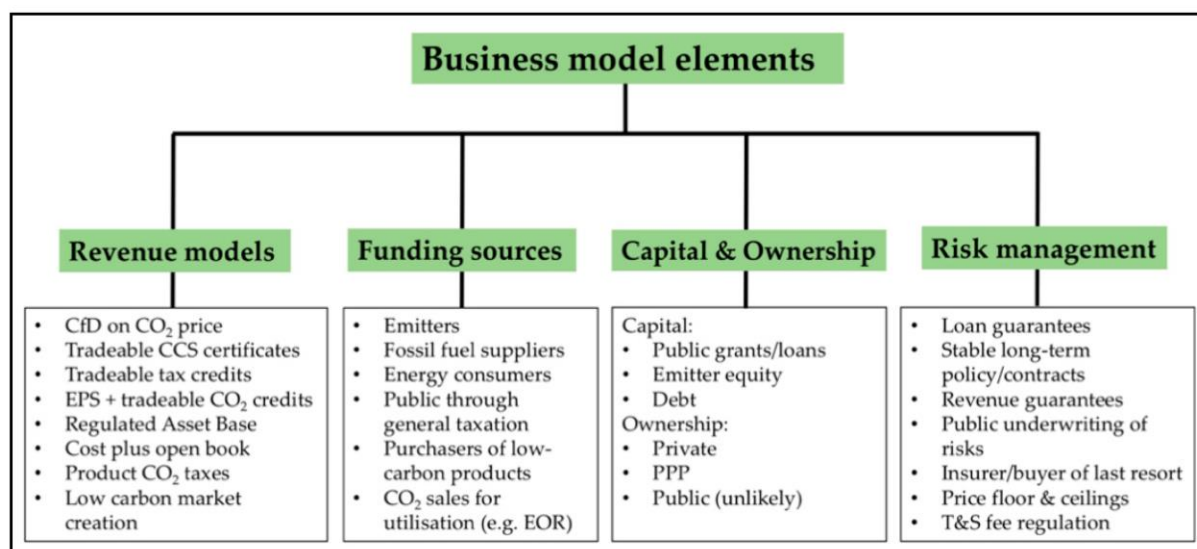 Business model elements
Revenue models
• CfD on CO₂ price
• Tradeable CCS certificates
• Tradeable tax credits
• EPS + tradeable CO₂ credits
• Regulated Asset Base
• Cost plus open book
• Product CO₂ taxes
• Low carbon market
creation
Funding sources
• Emitters
• Fossil fuel suppliers
• Energy consumers
• Public through
general taxation
• Purchasers of low-
carbon products
• CO₂ sales for
utilisation (e.g. EOR)
Capital & Ownership
Capital:
• Public grants/loans
• Emitter equity
• Debt
Ownership:
• Private
• PPP
• Public (unlikely)
Risk management
• Loan guarantees
• Stable long-term
policy/contracts
• Revenue guarantees
• Public underwriting of
risks
• Insurer/buyer of last resort
• Price floor & ceilings
• T&S fee regulation